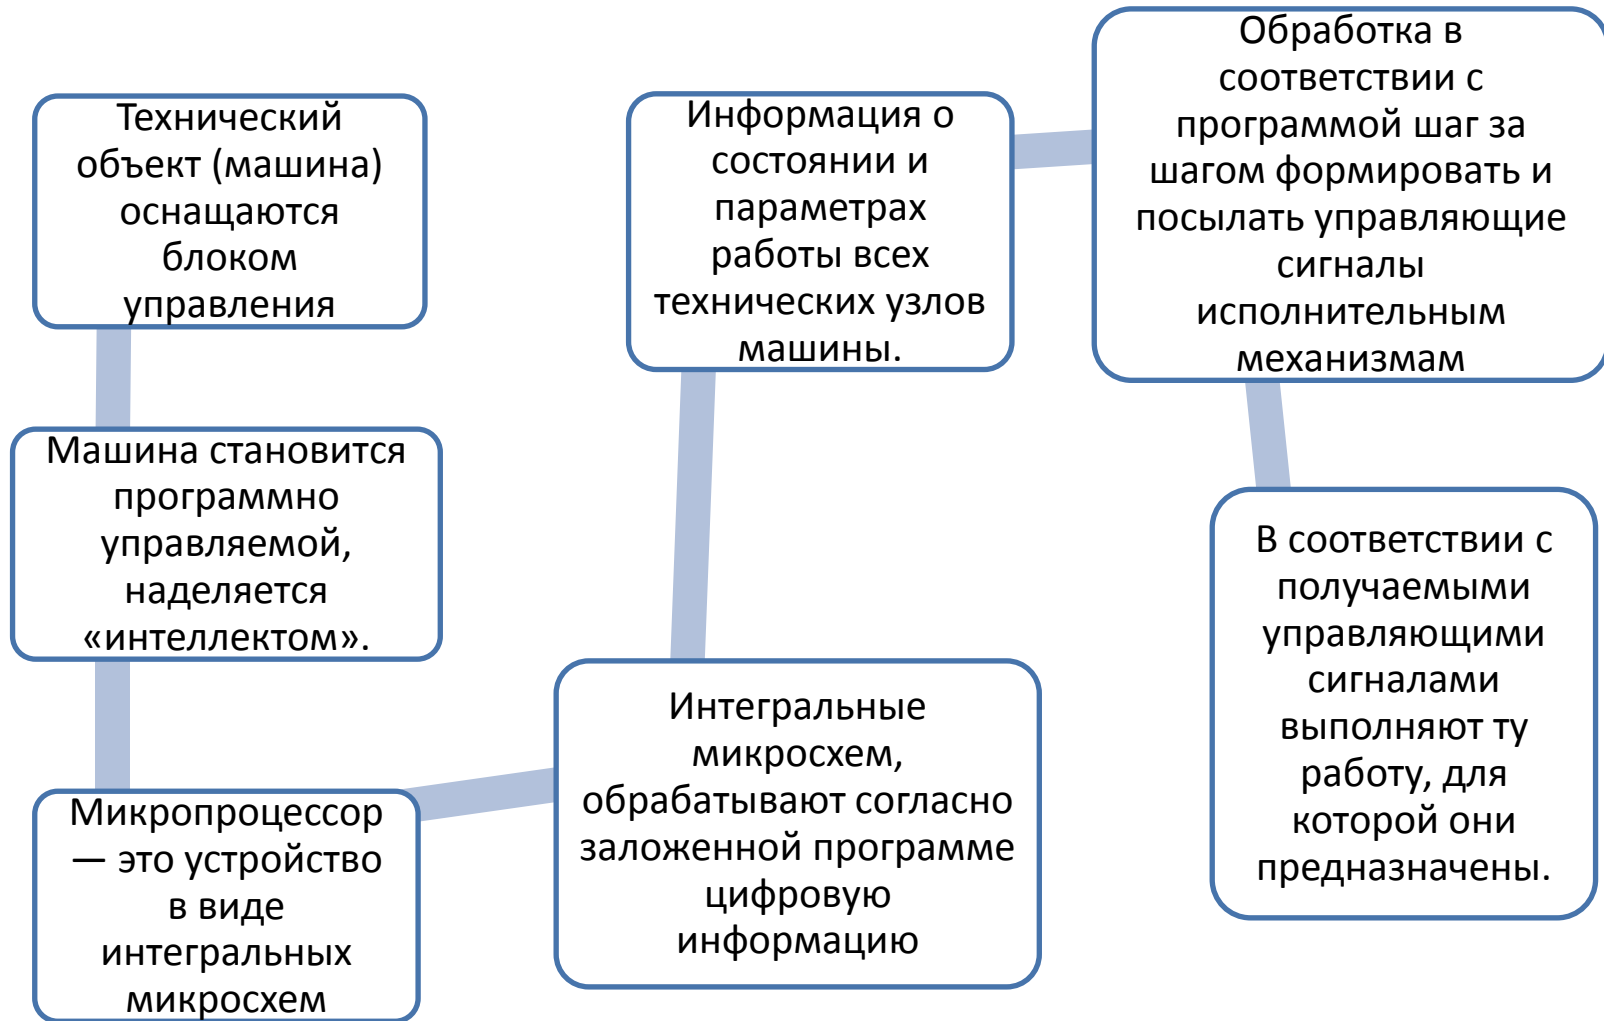 Технический
объект (машина)
оснащаются
блоком
управления
Машина становится
программно
управляемой,
наделяется
«интеллектом».
Микропроцессор
— это устройство
в виде
интегральных
микросхем
Интегральные
микросхем,
обрабатывают согласно
заложенной программе
цифровую
информацию
Информация о
состоянии и
параметрах
работы всех
технических узлов
машины.
Обработка в
соответствии с
программой шаг за
шагом формировать и
посылать управляющие
сигналы
исполнительным
механизмам
В соответствии с
получаемыми
управляющими
сигналами
выполняют ту
работу, для
которой они
предназначены.